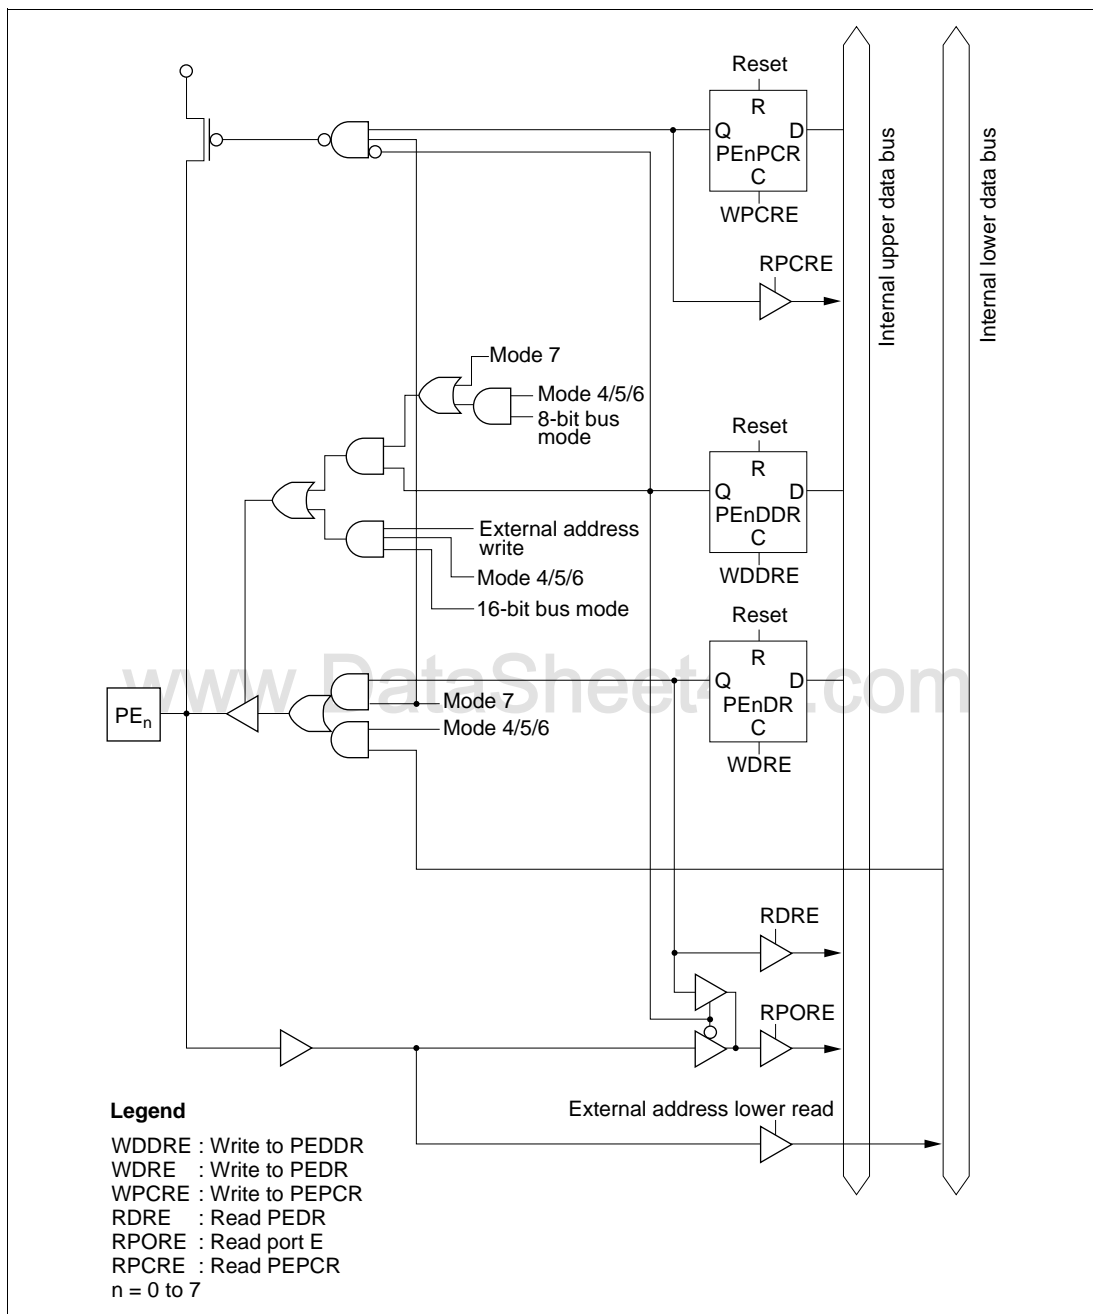 Reset
R
Q D
PEnPCR
C
WPCRE
RPCRE
Internal upper data bus
Internal lower data bus
Mode 7
Mode 4/5/6
8-bit bus
mode
Reset
R
Q D
PEnDDR
C
WDDRE
External address
write
Mode 4/5/6
16-bit bus mode
Reset
R
Q D
PEnDR
C
WDRE
www.DataSheet4U.com
PEn
Mode 7
Mode 4/5/6
RDRE
RPORE
External address lower read
Legend
WDDRE : Write to PEDDR
WDRE : Write to PEDR
WPCRE : Write to PEPCR
RDRE : Read PEDR
RPORE : Read port E
RPCRE : Read PEPCR
n = 0 to 7